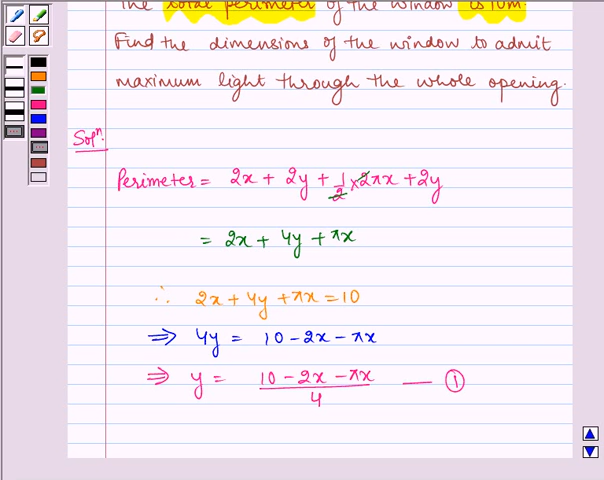 the total perimeter of the window is 10m.
Find the dimensions of the window to admit
maximum light through the whole opening.
Solⁿ.
Perimeter = 2x + 2y + 1/2 × 2πx + 2y
= 2x + 4y + πx
∴ 2x + 4y + πx = 10
⇒ 4y = 10 - 2x - πx
⇒ y = (10 - 2x - πx)/4 — ①